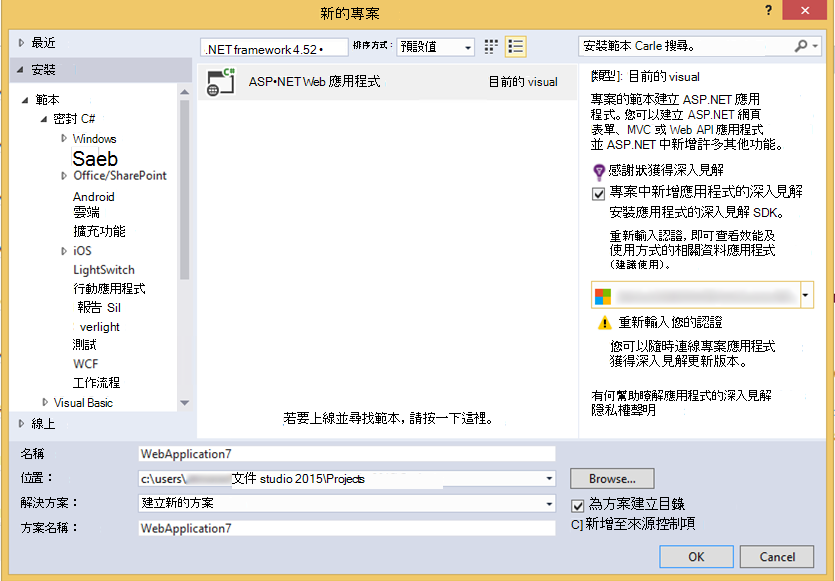 新的專案
?
最近
.NET framework 4.52
排序方式：
預設值
安裝範本 Carle 搜尋。
安裝
範本
密封 C#
Windows
Saeb
Office/SharePoint
Android
雲端
擴充功能
iOS
LightSwitch
行動應用程式
報告 Sil
verlight
測試
WCF
工作流程
Visual Basic
線上
ASP•NET Web 應用程式
目前的 visual
若要上線並尋找範本，請按一下這裡。
[類型]: 目前的 visual
專案的範本建立 ASP.NET 應用
程式。您可以建立 ASP.NET 網頁
表單、MVC 或 Web API 應用程式
並 ASP.NET 中新增許多其他功能。
感謝狀獲得深入見解
專案中新增應用程式的深入見解
安裝應用程式的深入見解 SDK。
重新輸入認證，即可查看效能及
使用方式的相關資料應用程式
（建議使用）。
重新輸入您的認證
您可以隨時連線專案應用程式
獲得深入見解更新版本。
有何幫助瞭解應用程式的深入見解
隱私權聲明
名稱
WebApplication7
位置：
c:\users\
文件 studio 2015\Projects
Browse...
解決方案：
建立新的方案
為方案建立目錄
方案名稱：
WebApplication7
C] 新增至來源控制項
OK
Cancel